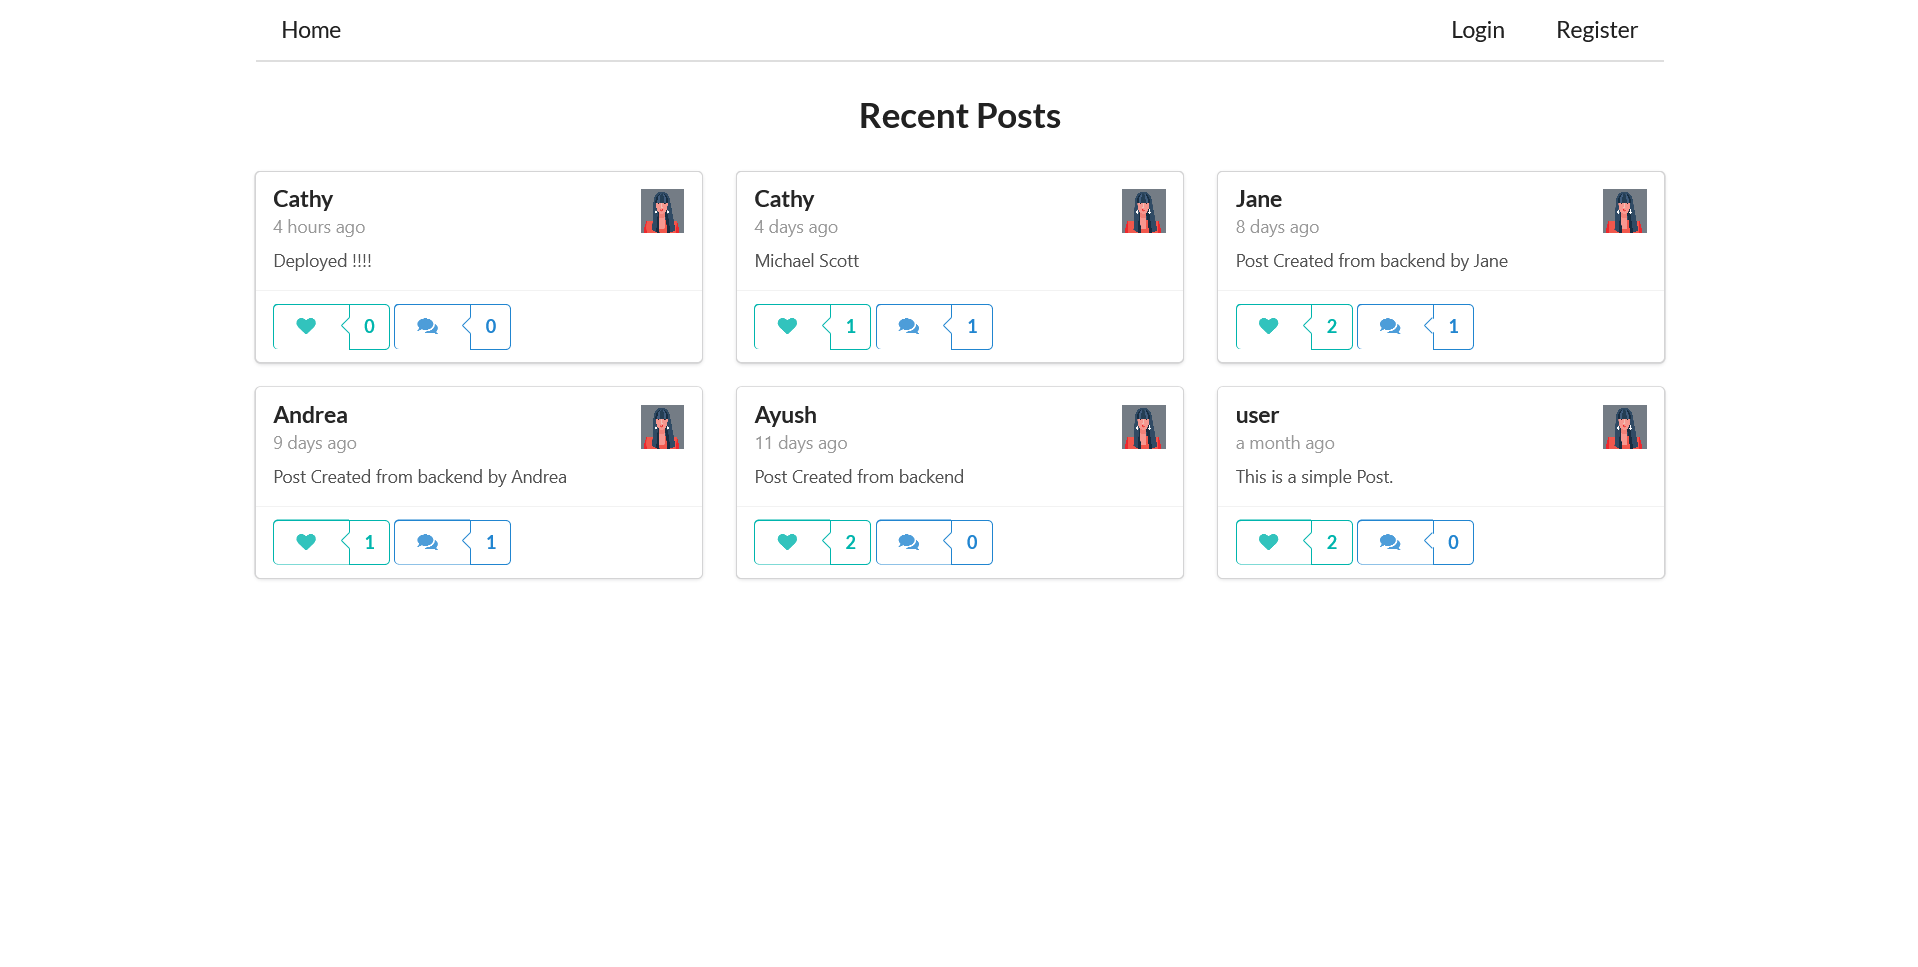 Home Login Register
Recent Posts
Cathy
4 hours ago
Deployed !!!!
0 0
Cathy
4 days ago
Michael Scott
1 1
Jane
8 days ago
Post Created from backend by Jane
2 1
Andrea
9 days ago
Post Created from backend by Andrea
1 1
Ayush
11 days ago
Post Created from backend
2 0
user
a month ago
This is a simple Post.
2 0